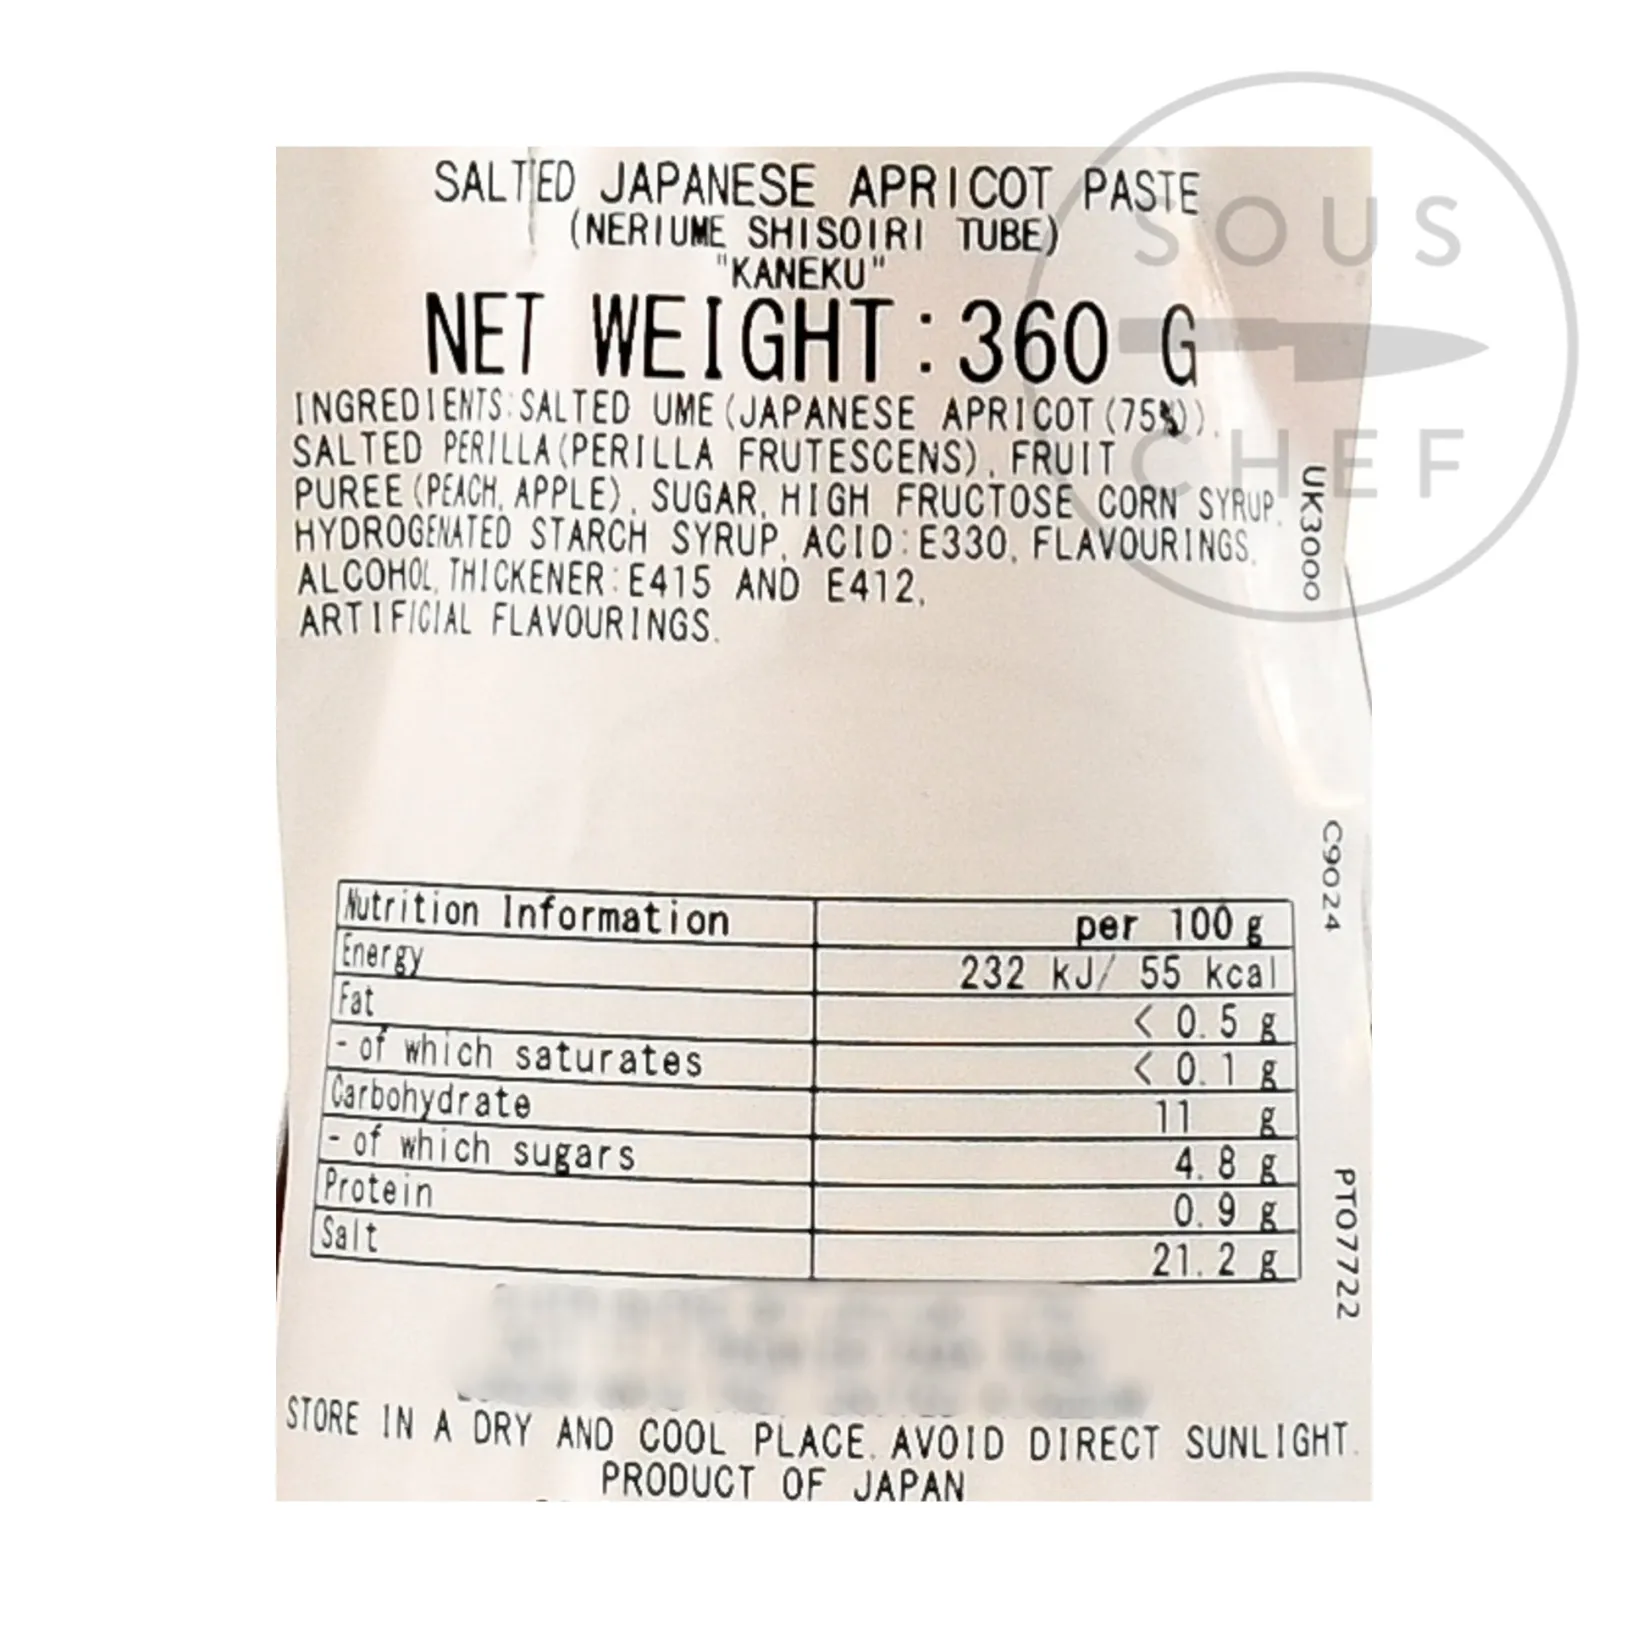 SALTED JAPANESE APRICOT PASTE
(NERIUME SHISOIRI TUBE)
"KANEKU"
NET WEIGHT:360 G
INGREDIENTS:SALTED UME(JAPANESE APRICOT(75%)),
SALTED PERILLA(PERILLA FRUTESCENS), FRUIT
PUREE(PEACH, APPLE), SUGAR, HIGH FRUCTOSE CORN SYRUP,
HYDROGENATED STARCH SYRUP, ACID:E330, FLAVOURINGS,
ALCOHOL, THICKENER:E415 AND E412,
ARTIFICIAL FLAVOURINGS.
SOUS
CHEF
UK3000
C9024
PT07722
Nutrition Information per 100 g
Energy 232 kJ/ 55 kcal
Fat < 0.5 g
- of which saturates < 0.1 g
Carbohydrate 11 g
- of which sugars 4.8 g
Protein 0.9 g
Salt 21.2 g
STORE IN A DRY AND COOL PLACE. AVOID DIRECT SUNLIGHT.
PRODUCT OF JAPAN